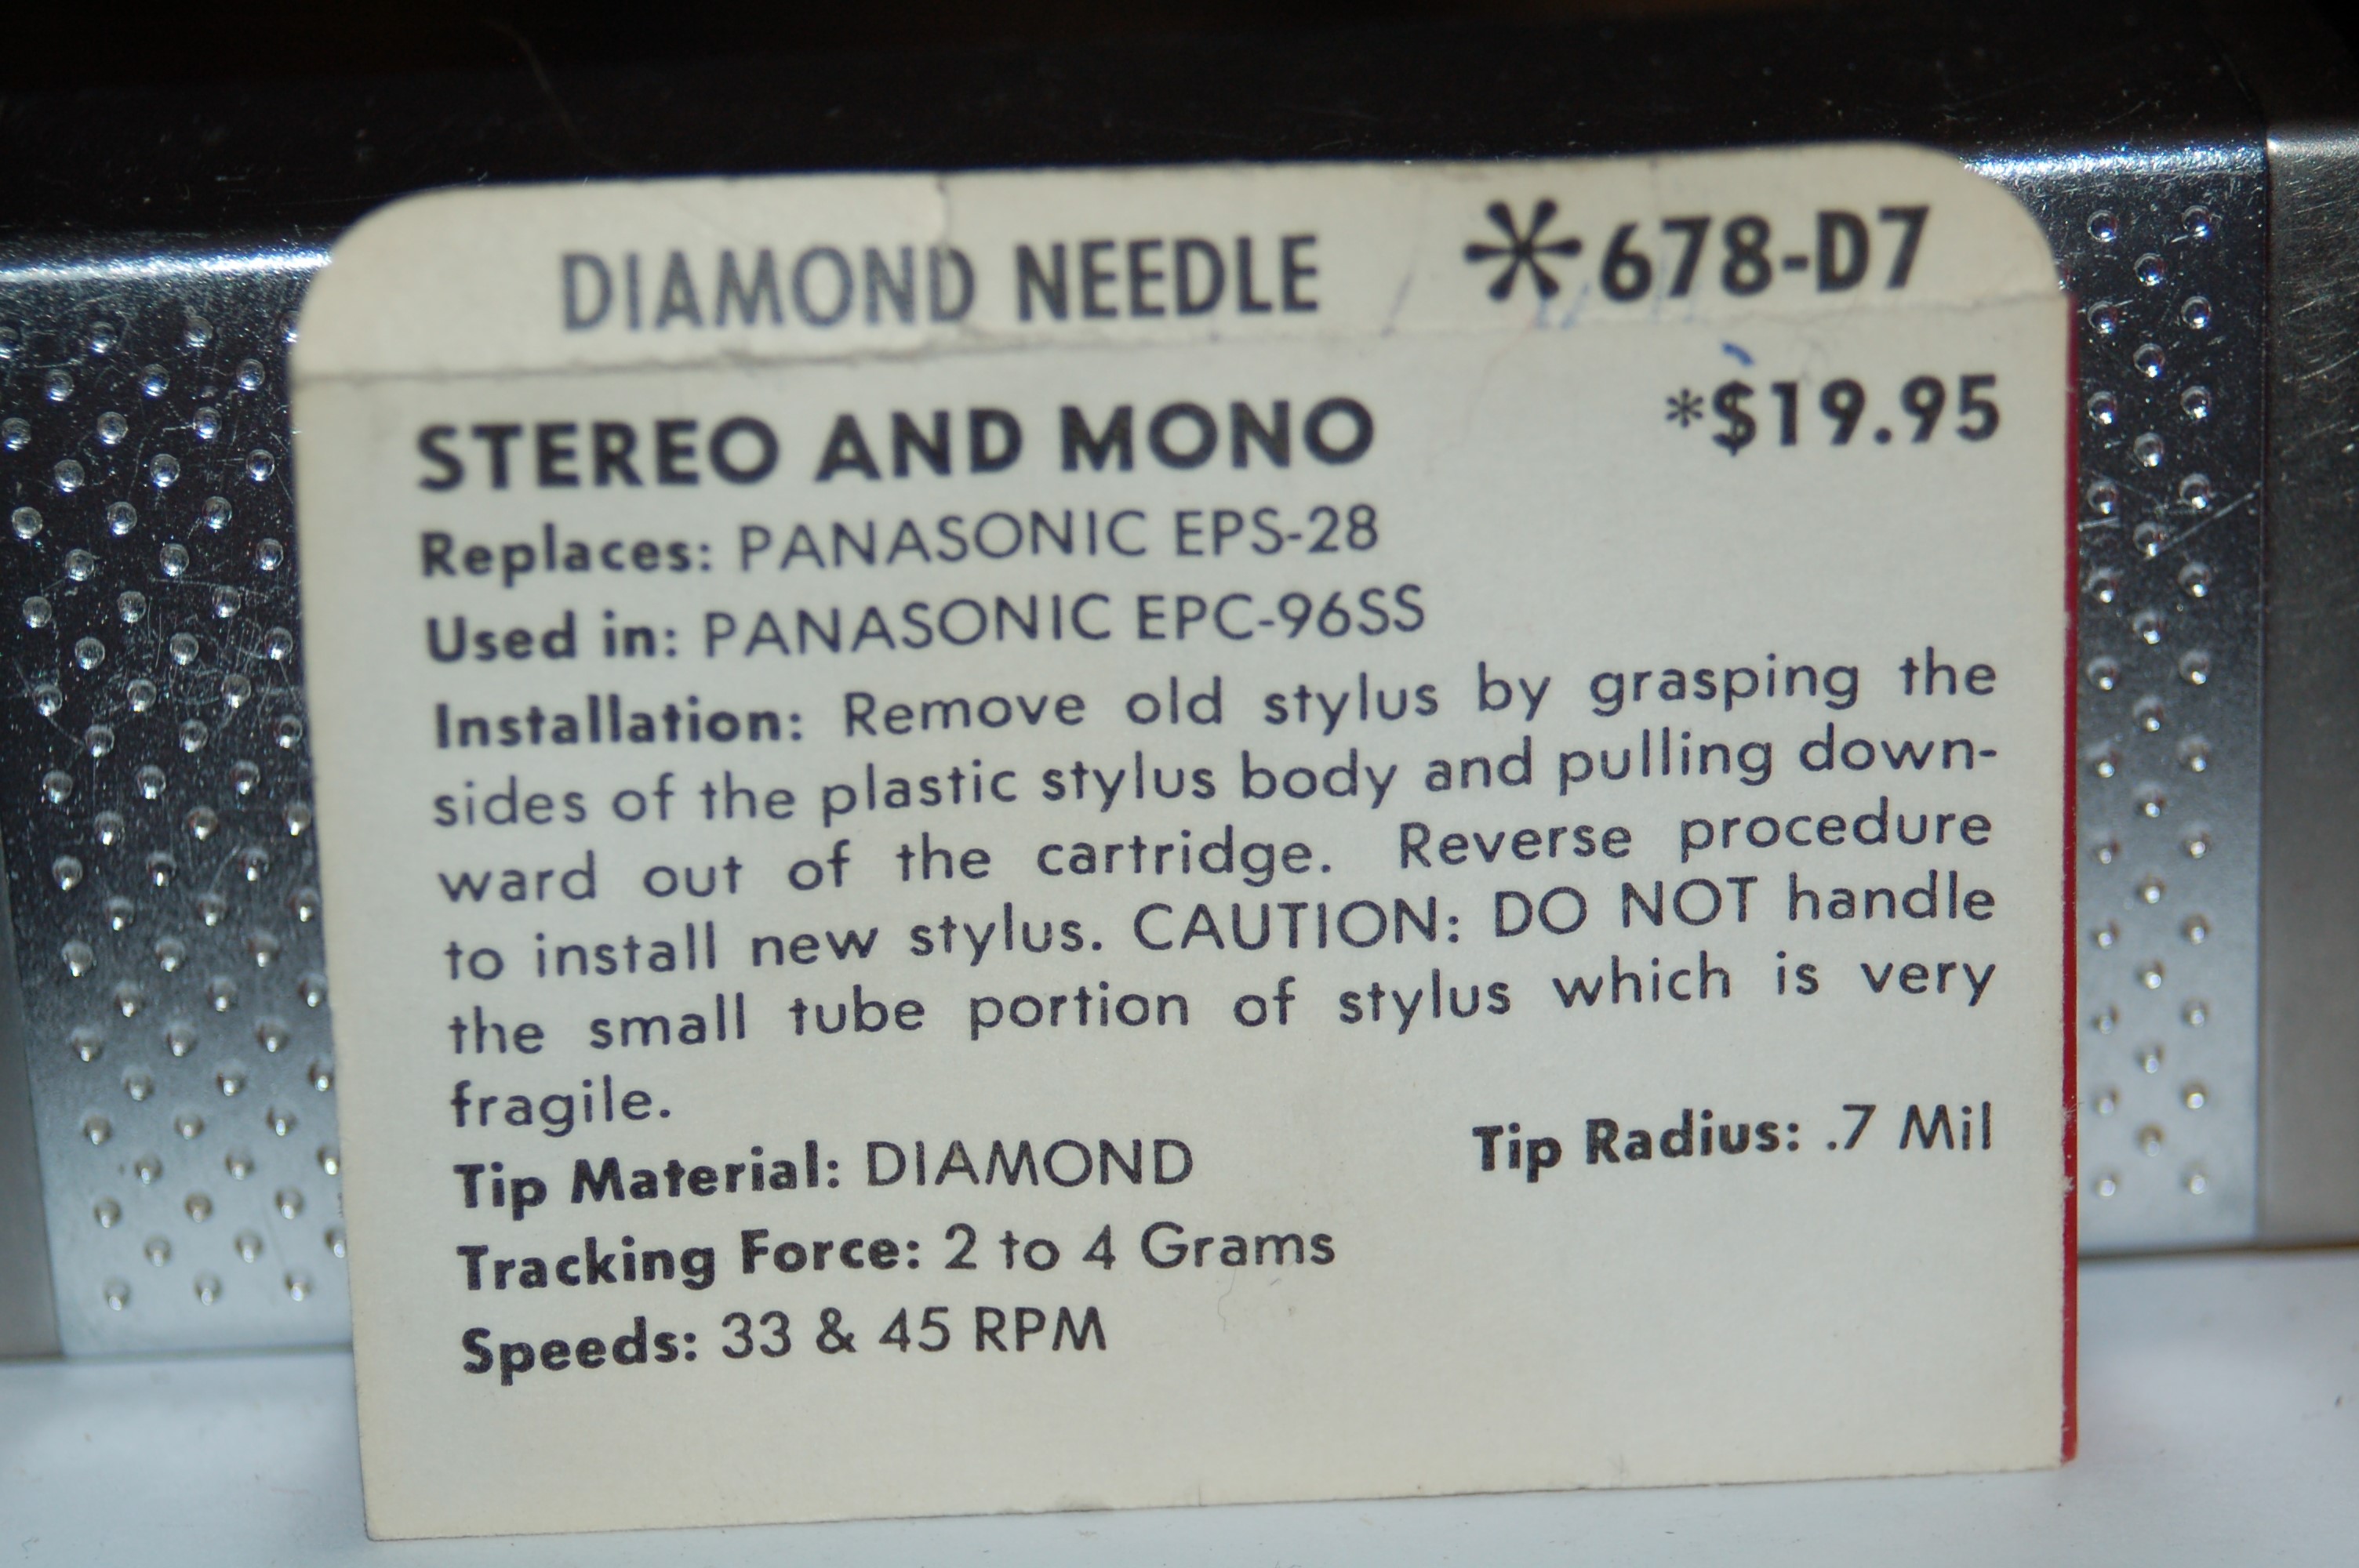 DIAMOND NEEDLE *678-D7
STEREO AND MONO *$19.95
Replaces: PANASONIC EPS-28
Used in: PANASONIC EPC-96SS
Installation: Remove old stylus by grasping the
sides of the plastic stylus body and pulling down-
ward out of the cartridge. Reverse procedure
to install new stylus. CAUTION: DO NOT handle
the small tube portion of stylus which is very
fragile.
Tip Material: DIAMOND Tip Radius: .7 Mil
Tracking Force: 2 to 4 Grams
Speeds: 33 & 45 RPM